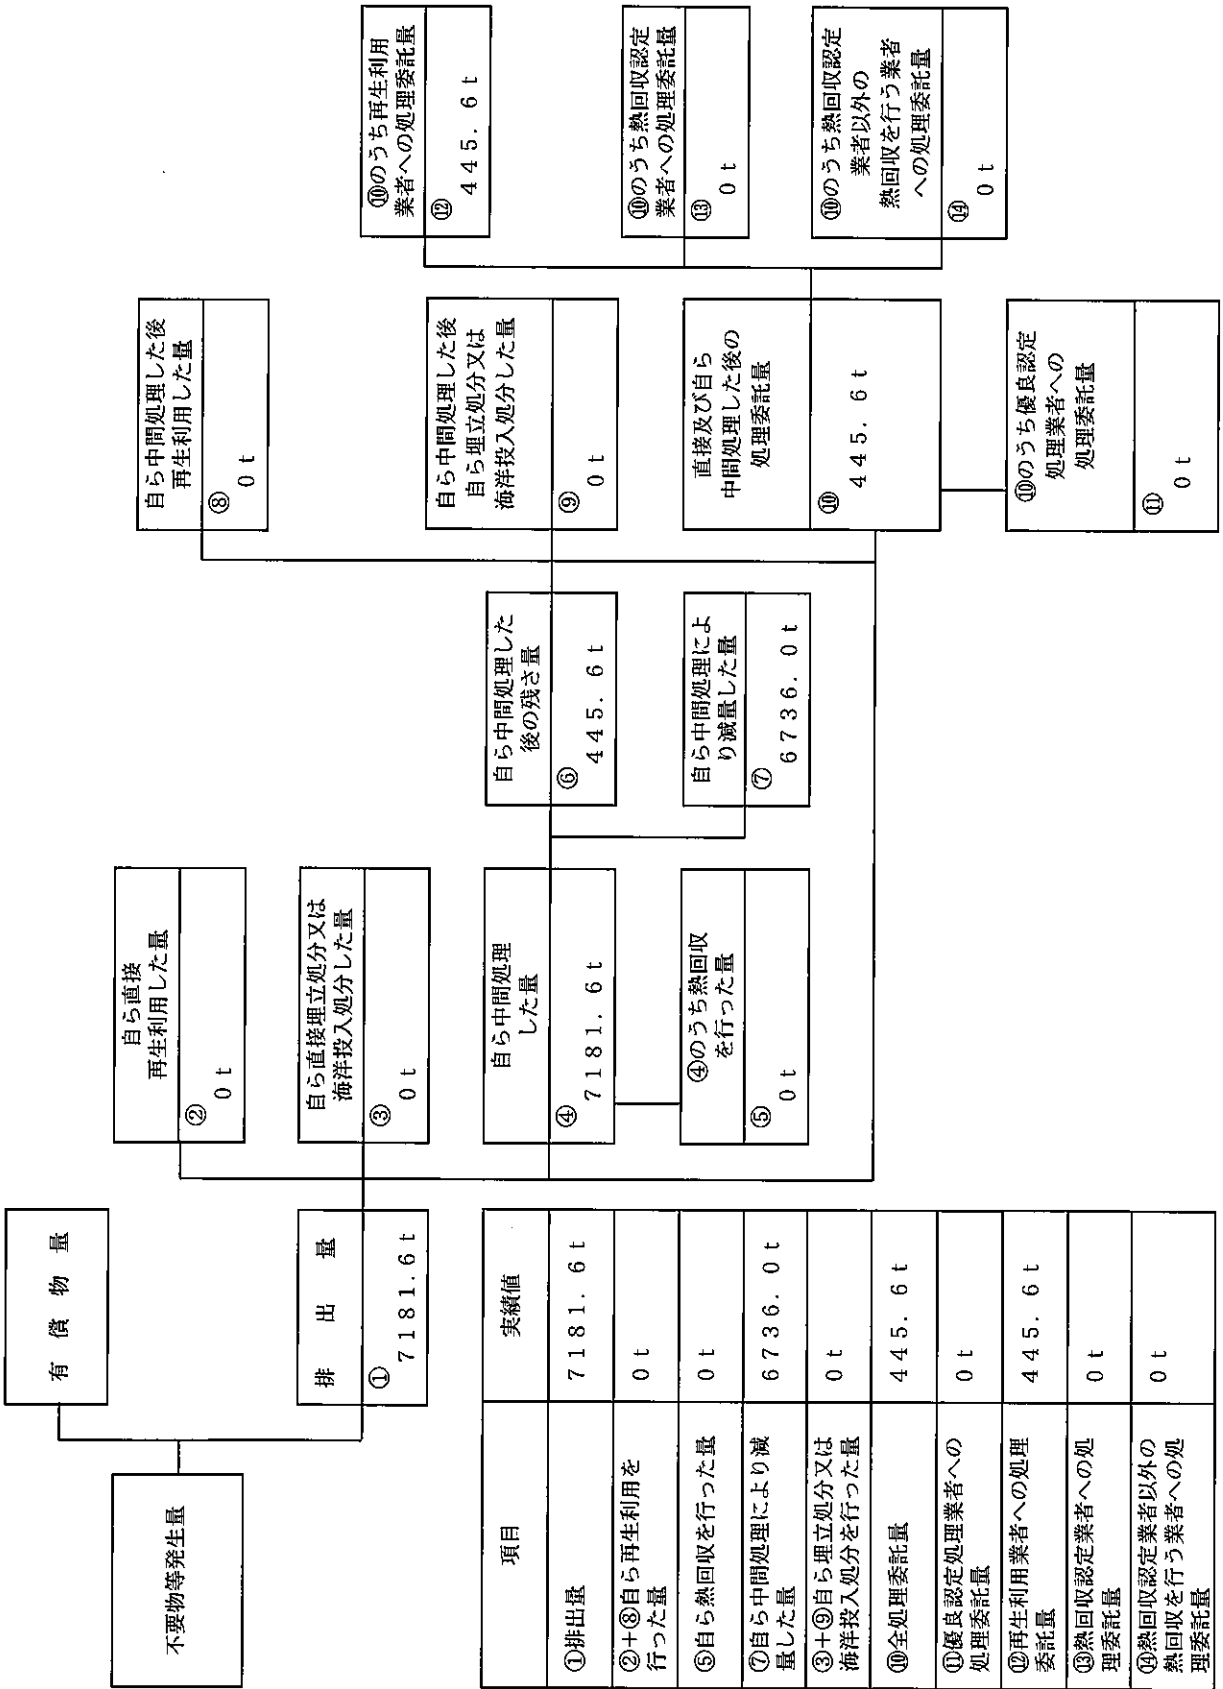 不要物等発生量
有償物量
排出量
①
7181.6t
自ら直接
再生利用した量
②
0t
自ら直接埋立処分又は
海洋投入処分した量
③
0t
自ら中間処理
した量
④
7181.6t
④のうち熱回収
を行った量
⑤
0t
自ら中間処理した
後の残さ量
⑥
445.6t
自ら中間処理によ
り減量した量
⑦
6736.0t
自ら中間処理した後
再生利用した量
⑧
0t
自ら中間処理した後
自ら埋立処分又は
海洋投入処分した量
⑨
0t
直接及び自ら
中間処理した後の
処理委託量
⑩
445.6t
⑩のうち優良認定
処理業者への
処理委託量
⑪
0t
⑩のうち再生利用
業者への処理委託量
⑫
445.6t
⑩のうち熱回収認定
業者への処理委託量
⑬
0t
⑩のうち熱回収認定
業者以外の
熱回収を行う業者
への処理委託量
⑭
0t
項目 実績値
①排出量 7181.6t
②+⑧自ら再生利用を
行った量 0t
⑤自ら熱回収を行った量 0t
⑦自ら中間処理により減
量した量 6736.0t
③+⑨自ら埋立処分又は
海洋投入処分を行った量 0t
⑩全処理委託量 445.6t
⑪優良認定処理業者への
処理委託量 0t
⑫再生利用業者への処理
委託量 445.6t
⑬熱回収認定業者への処
理委託量 0t
⑭熱回収認定業者以外の
熱回収を行う業者への処
理委託量 0t